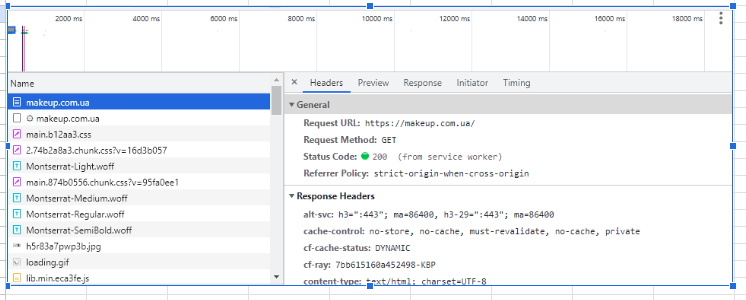 2000 ms 4000 ms 6000 ms 8000 ms 10000 ms 12000 ms 14000 ms 16000 ms 18000 ms
Name
makeup.com.ua
makeup.com.ua
main.b12aa3.css
2.74b2a8a3.chunk.css?v=16d3b057
Montserrat-Light.woff
main.874b0556.chunk.css?v=95fa0ee1
Montserrat-Medium.woff
Montserrat-Regular.woff
Montserrat-SemiBold.woff
h5r83a7pwp3b.jpg
loading.gif
lib.min.eca3fe.js
× Headers Preview Response Initiator Timing
General
Request URL: https://makeup.com.ua/
Request Method: GET
Status Code: 200 (from service worker)
Referrer Policy: strict-origin-when-cross-origin
Response Headers
alt-svc: h3=":443"; ma=86400, h3-29=":443"; ma=86400
cache-control: no-store, no-cache, must-revalidate, no-cache, private
cf-cache-status: DYNAMIC
cf-ray: 7bb615160a452498-KBP
content-type: text/html; charset=UTF-8